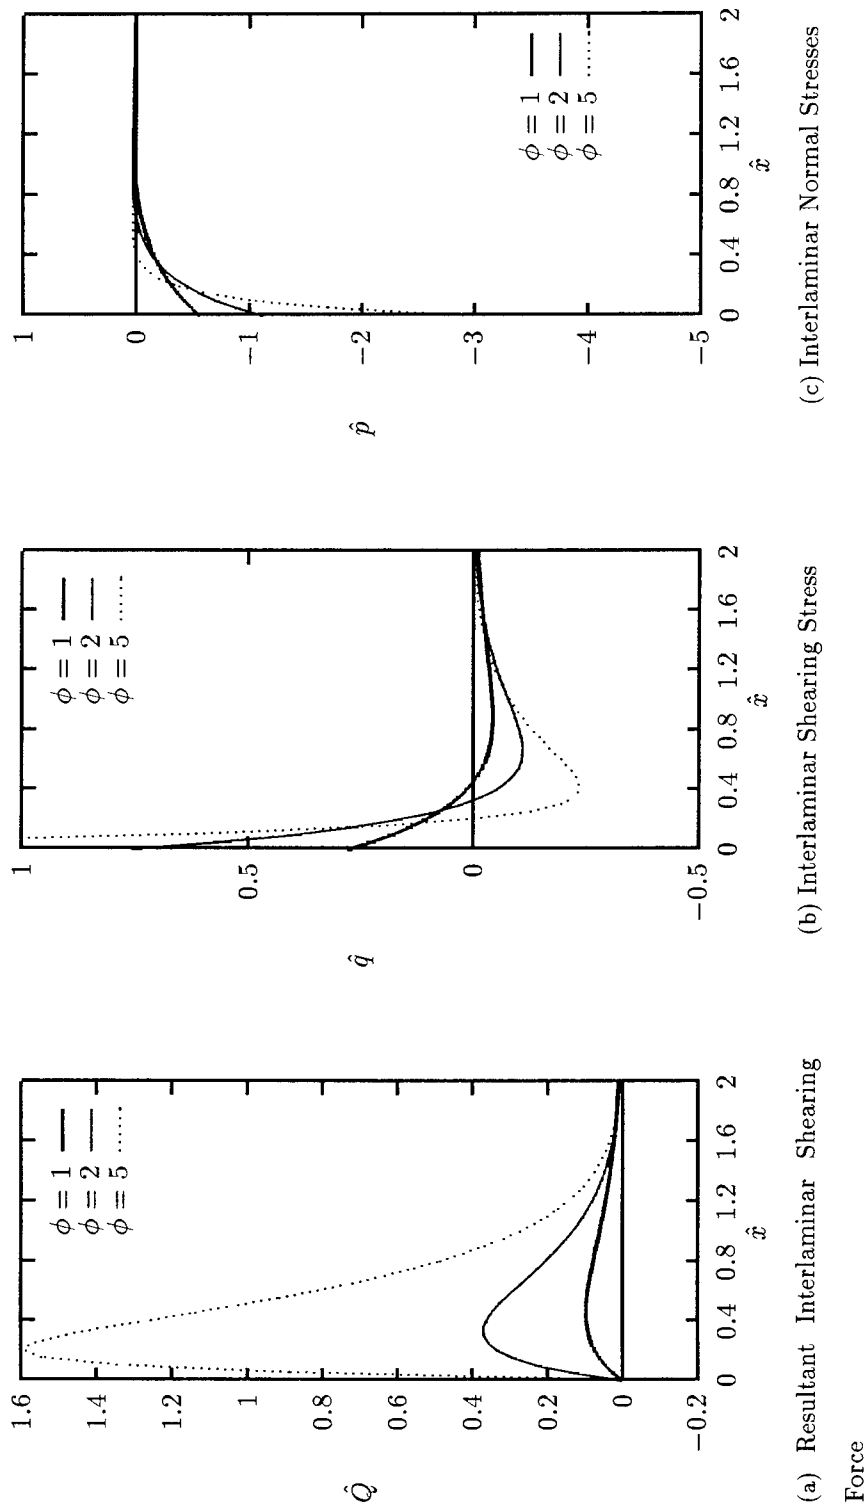 1.6
1.4
1.2
1
0.8
0.6
0.4
0.2
0
−0.2
Q̂
ϕ = 1
ϕ = 2
ϕ = 5
0 0.4 0.8 1.2 1.6 2
x̂
(a) Resultant Interlaminar Shearing
Force
1
0.5
0
−0.5
q̂
ϕ = 1
ϕ = 2
ϕ = 5
0 0.4 0.8 1.2 1.6 2
x̂
(b) Interlaminar Shearing Stress
1
0
−1
−2
−3
−4
−5
p̂
ϕ = 1
ϕ = 2
ϕ = 5
0 0.4 0.8 1.2 1.6 2
x̂
(c) Interlaminar Normal Stresses